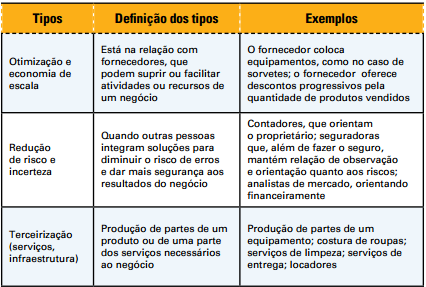 Tipos
Definição dos tipos
Exemplos
Otimização e
economia de
escala
Está na relação com
fornecedores, que
podem suprir ou facilitar
atividades ou recursos de
um negócio
O fornecedor coloca
equipamentos, como no caso de
sorvetes; o fornecedor oferece
descontos progressivos pela
quantidade de produtos vendidos
Redução
de risco e
incerteza
Quando outras pessoas
integram soluções para
diminuir o risco de erros
e dar mais segurança aos
resultados do negócio
Contadores, que orientam
o proprietário; seguradoras
que, além de fazer o seguro,
mantém relação de observação
e orientação quanto aos riscos;
analistas de mercado, orientando
financeiramente
Terceirização
(serviços,
infraestrutura)
Produção de partes de um
produto ou de uma parte
dos serviços necessários
ao negócio
Produção de partes de um
equipamento; costura de roupas;
serviços de limpeza; serviços de
entrega; locadores